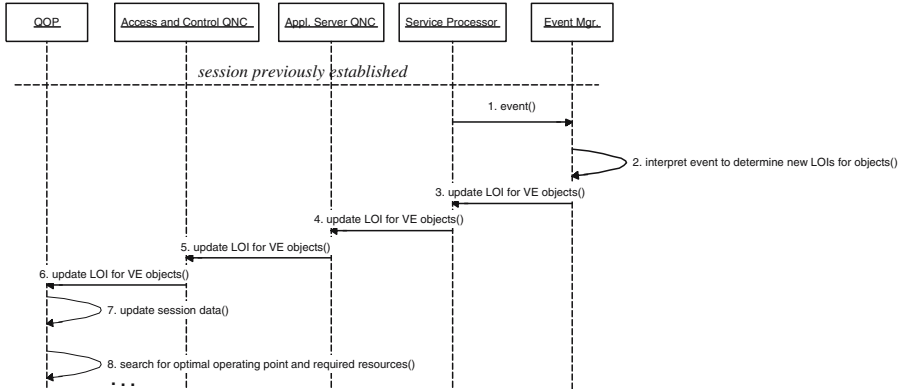 QOP
Access and Control QNC
Appl. Server QNC
Service Processor
Event Mgr.
session previously established
1. event()
2. interpret event to determine new LOIs for objects()
3. update LOI for VE objects()
4. update LOI for VE objects()
5. update LOI for VE objects()
6. update LOI for VE objects()
7. update session data()
8. search for optimal operating point and required resources()
...